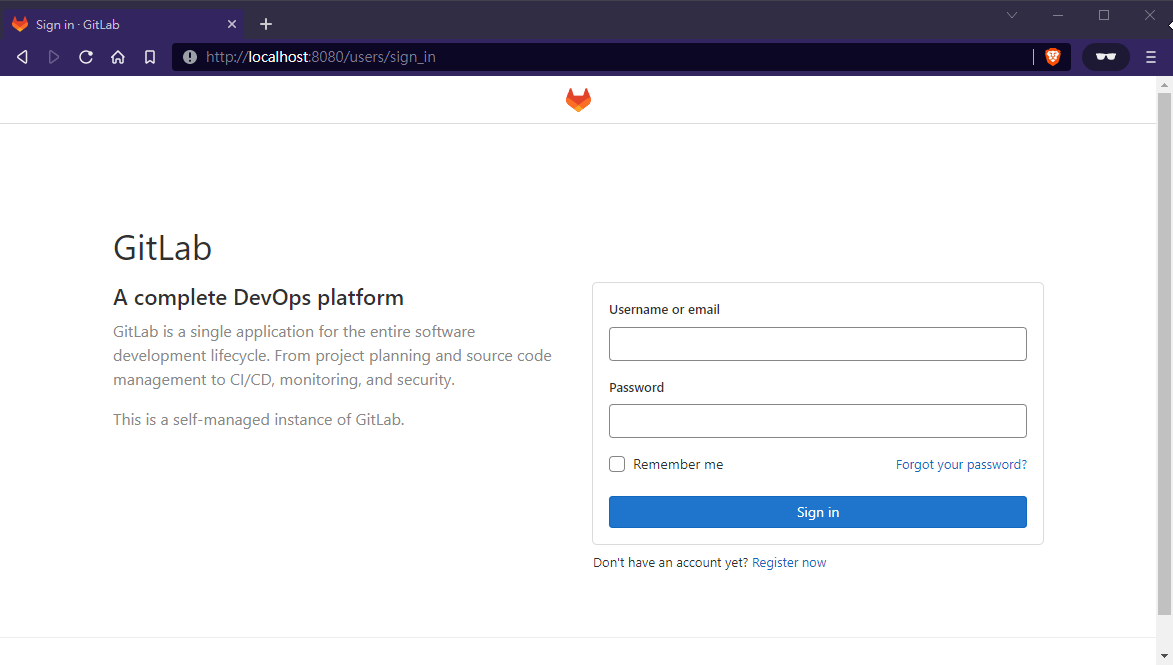 Sign in · GitLab
http://localhost:8080/users/sign_in
GitLab
A complete DevOps platform
GitLab is a single application for the entire software
development lifecycle. From project planning and source code
management to CI/CD, monitoring, and security.
This is a self-managed instance of GitLab.
Username or email
Password
Remember me
Forgot your password?
Sign in
Don't have an account yet? Register now